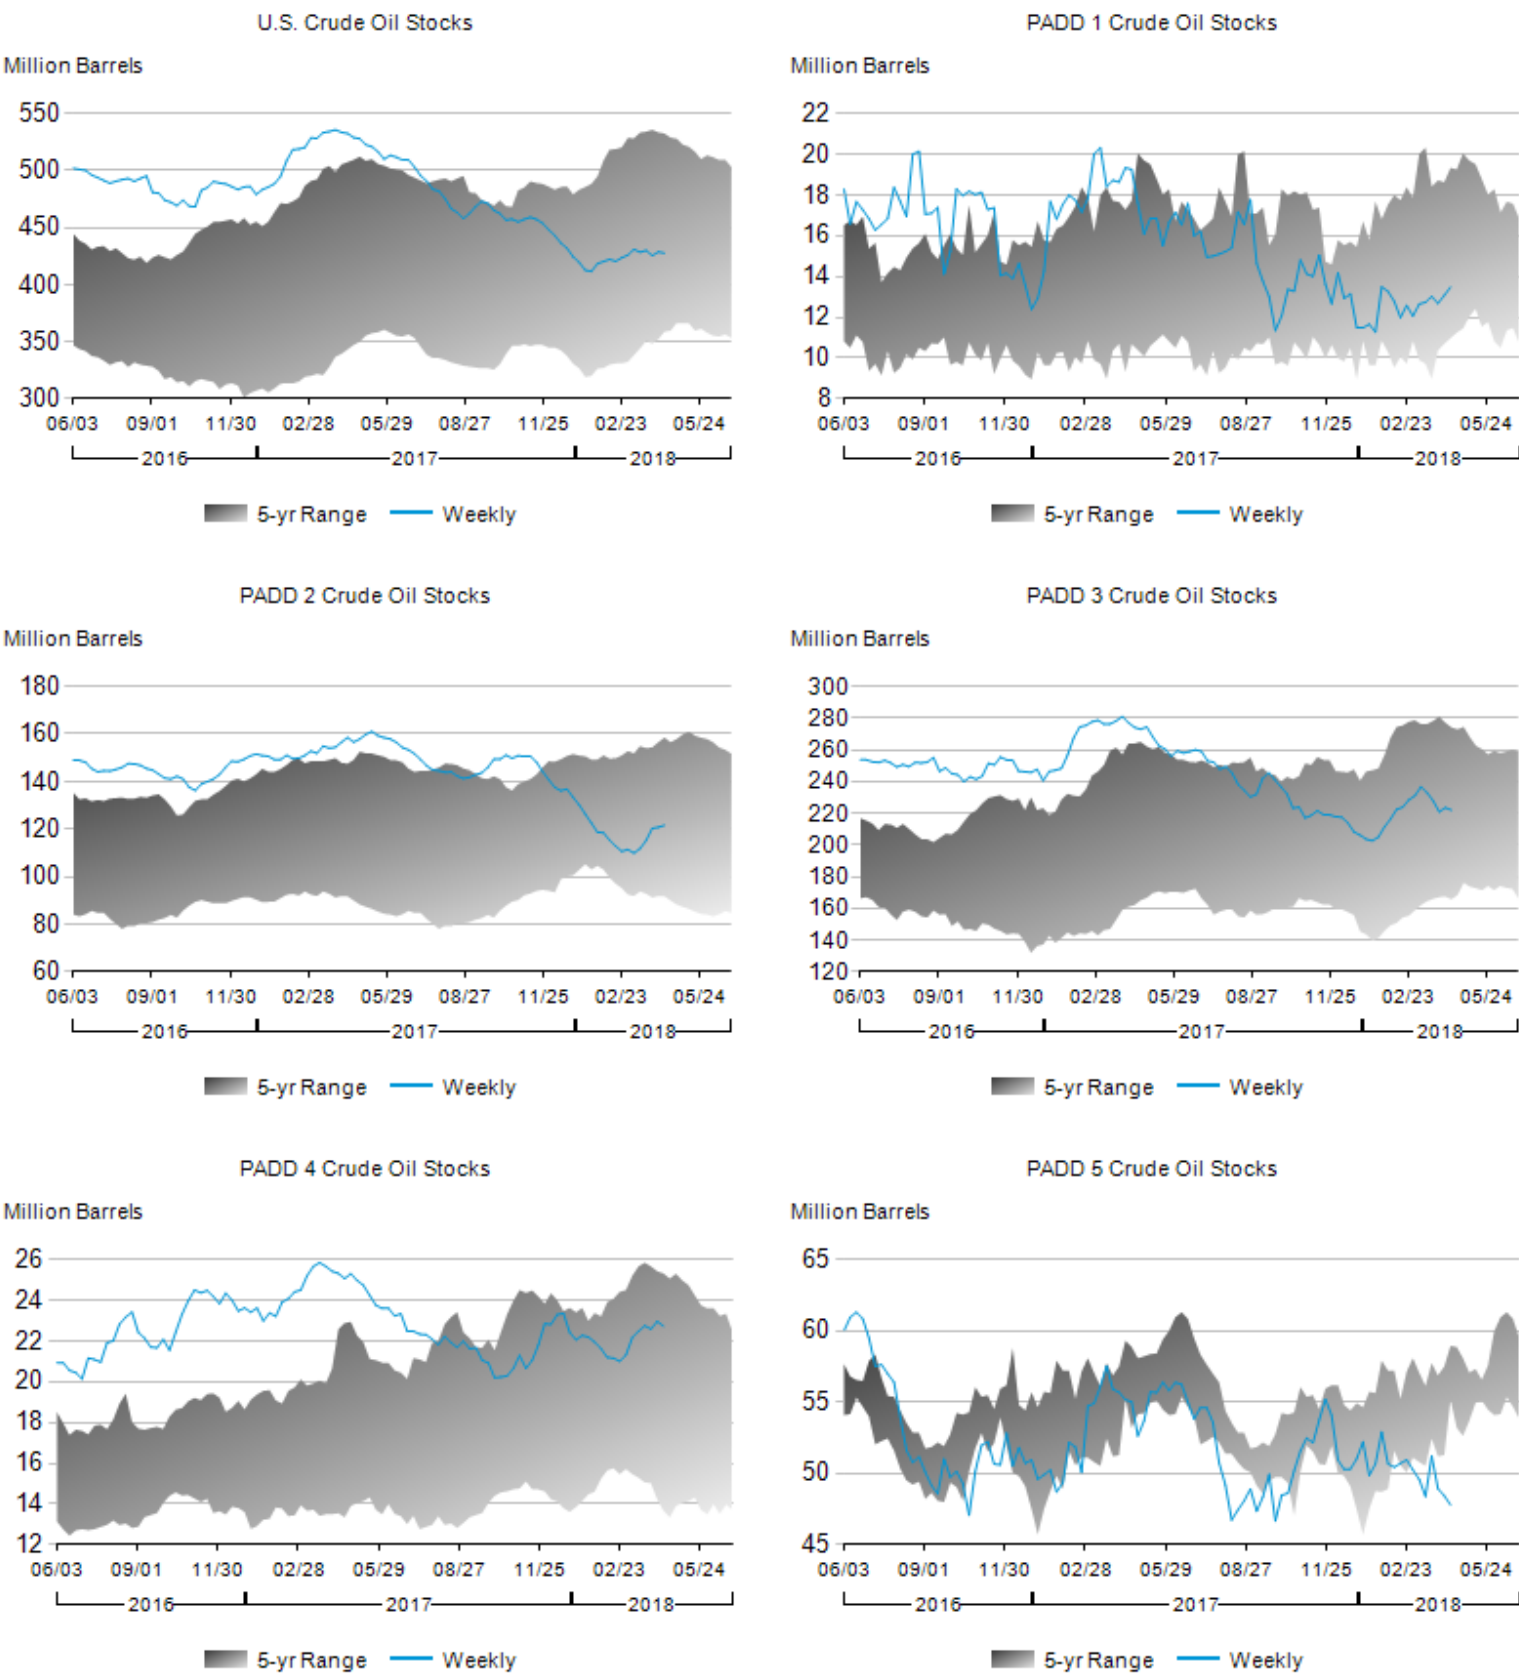 U.S. Crude Oil Stocks
Million Barrels
550
500
450
400
350
300
06/03 09/01 11/30 02/28 05/29 08/27 11/25 02/23 05/24
2016 2017 2018
5-yr Range Weekly
PADD 1 Crude Oil Stocks
Million Barrels
22
20
18
16
14
12
10
8
06/03 09/01 11/30 02/28 05/29 08/27 11/25 02/23 05/24
2016 2017 2018
5-yr Range Weekly
PADD 2 Crude Oil Stocks
Million Barrels
180
160
140
120
100
80
60
06/03 09/01 11/30 02/28 05/29 08/27 11/25 02/23 05/24
2016 2017 2018
5-yr Range Weekly
PADD 3 Crude Oil Stocks
Million Barrels
300
280
260
240
220
200
180
160
140
120
06/03 09/01 11/30 02/28 05/29 08/27 11/25 02/23 05/24
2016 2017 2018
5-yr Range Weekly
PADD 4 Crude Oil Stocks
Million Barrels
26
24
22
20
18
16
14
12
06/03 09/01 11/30 02/28 05/29 08/27 11/25 02/23 05/24
2016 2017 2018
5-yr Range Weekly
PADD 5 Crude Oil Stocks
Million Barrels
65
60
55
50
45
06/03 09/01 11/30 02/28 05/29 08/27 11/25 02/23 05/24
2016 2017 2018
5-yr Range Weekly